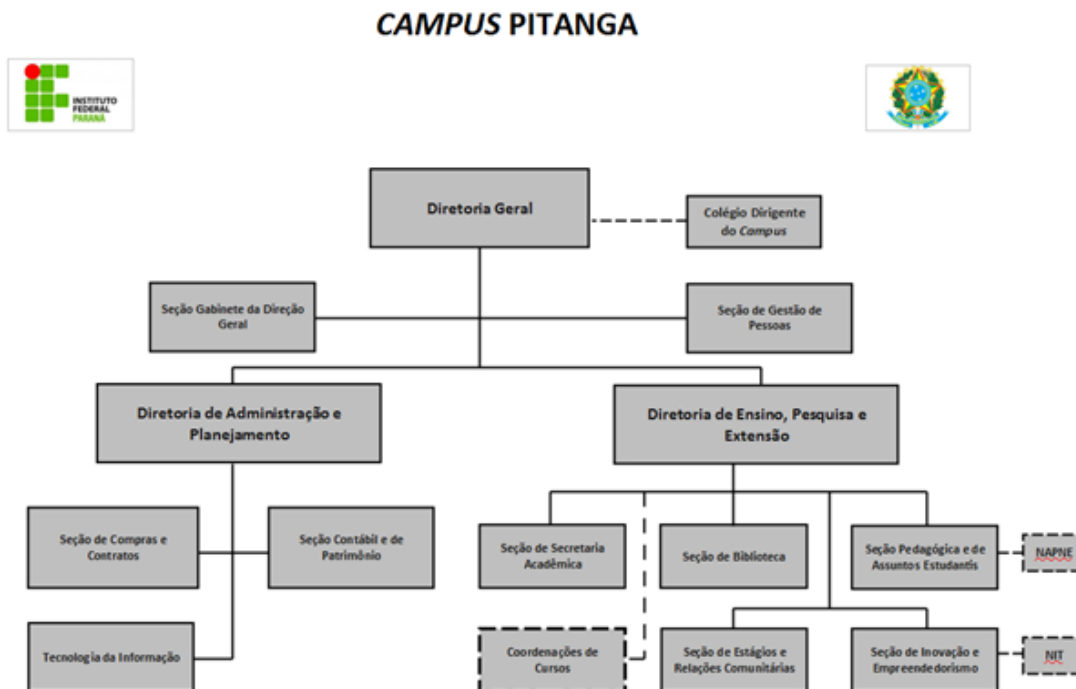 CAMPUS PITANGA
INSTITUTO
FEDERAL
PARANÁ
Diretoria Geral
Colégio Dirigente
do Campus
Seção Gabinete da Direção
Geral
Seção de Gestão de
Pessoas
Diretoria de Administração e
Planejamento
Diretoria de Ensino, Pesquisa e
Extensão
Seção de Compras e
Contratos
Seção Contábil e de
Patrimônio
Seção de Secretaria
Acadêmica
Seção de Biblioteca
Seção Pedagógica e de
Assuntos Estudantis
NAPNE
Tecnologia da Informação
Coordenações de
Cursos
Seção de Estágios e
Relações Comunitárias
Seção de Inovação e
Empreendedorismo
NIT